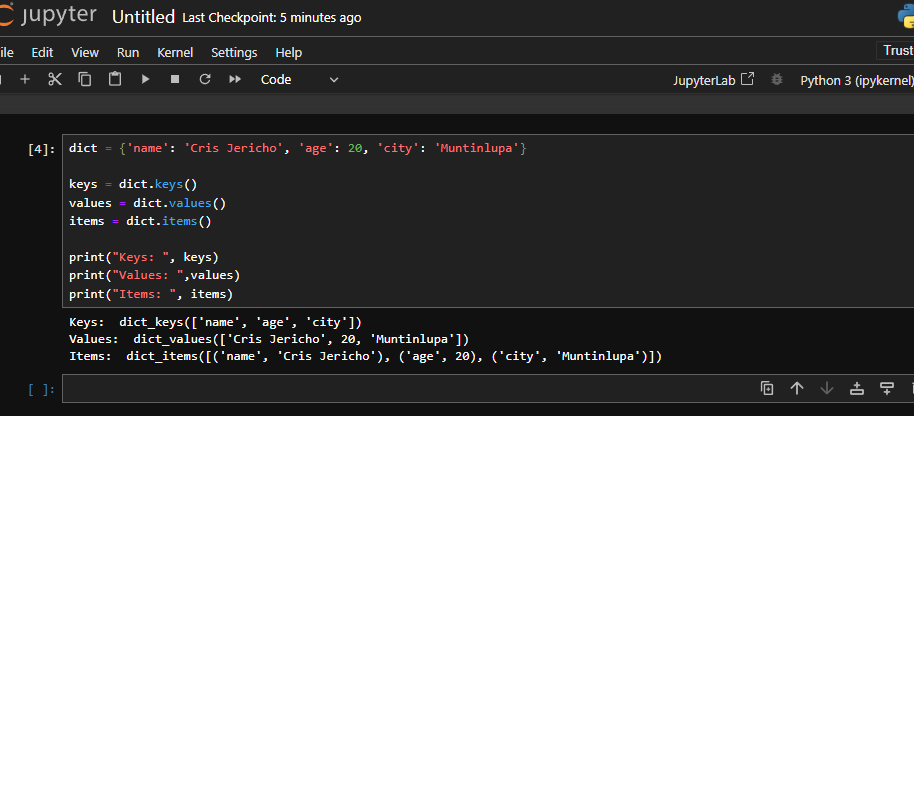 jupyter Untitled Last Checkpoint: 5 minutes ago
ile Edit View Run Kernel Settings Help Trust
Code JupyterLab Python 3 (ipykernel)
[4]: dict = {'name': 'Cris Jericho', 'age': 20, 'city': 'Muntinlupa'}
keys = dict.keys()
values = dict.values()
items = dict.items()
print("Keys: ", keys)
print("Values: ",values)
print("Items: ", items)
Keys:  dict_keys(['name', 'age', 'city'])
Values:  dict_values(['Cris Jericho', 20, 'Muntinlupa'])
Items:  dict_items([('name', 'Cris Jericho'), ('age', 20), ('city', 'Muntinlupa')])
[ ]: